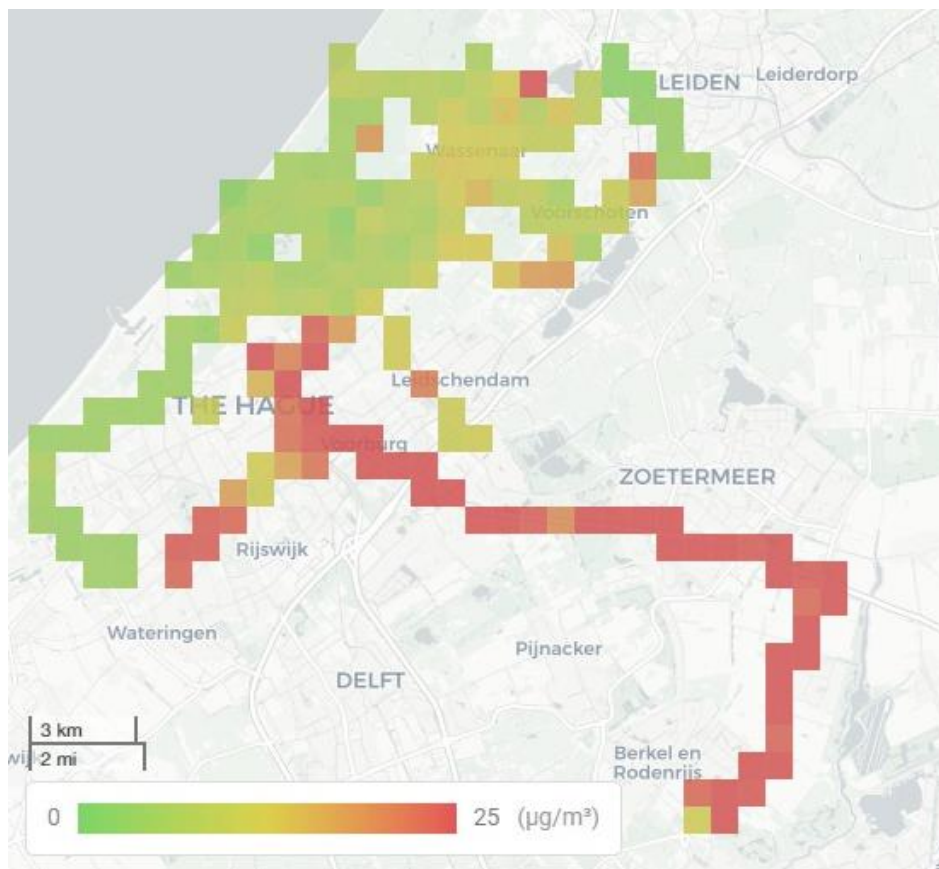 LEIDEN
Leiderdorp
Wassenaar
Voorschoten
Leidschendam
THE HAGUE
Voorburg
ZOETERMEER
Rijswijk
Wateringen
Pijnacker
DELFT
3 km
2 mi
Berkel en
Rodenrijs
0
25 (µg/m³)